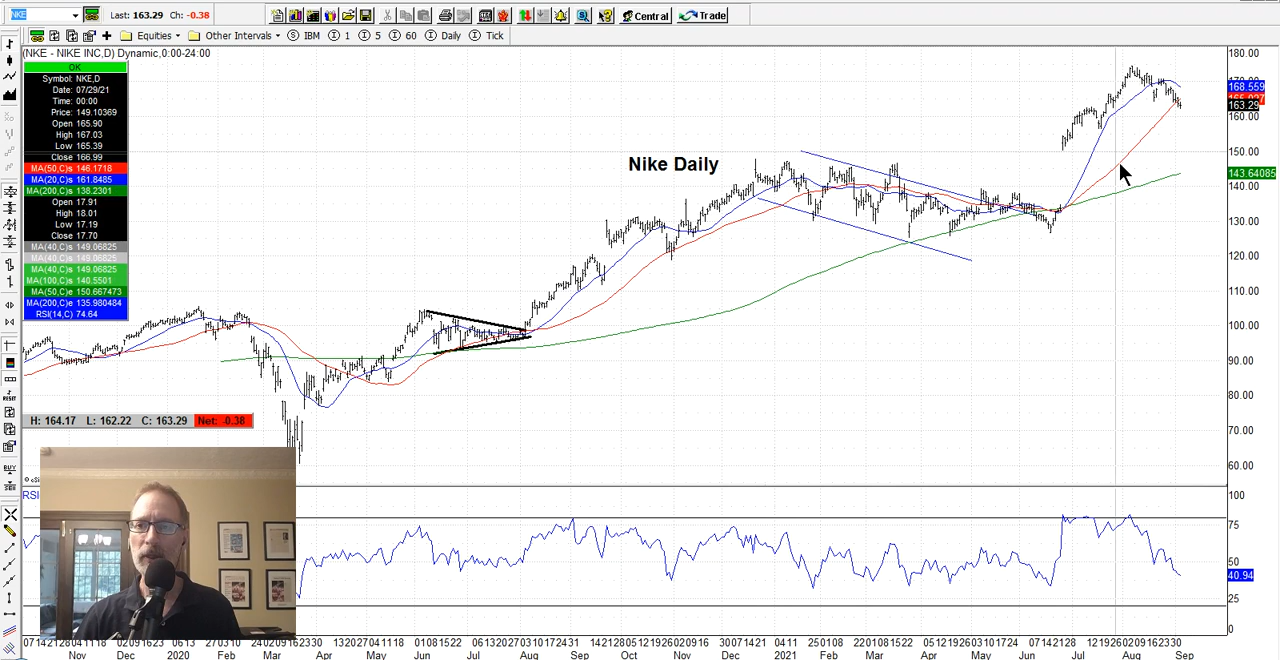 NKE
Last: 163.29 Ch: -0.38
Central
Trade
Equities
Other Intervals
IBM
1
5
60
Daily
Tick
(NKE - NIKE INC,D) Dynamic,0:00-24:00
OK
Symbol: NKE,D
Date: 07/29/21
Time: 00:00
Price: 149.10369
Open 165.90
High 167.03
Low 165.39
Close 166.99
MA(50,C)s 146.1718
MA(20,C)s 161.8485
MA(200,C)s 138.2301
Open 17.91
High 18.01
Low 17.19
Close 17.70
MA(40,C)s 149.06825
MA(40,C)s 149.06825
MA(40,C)s 149.06825
MA(100,C)s 140.5501
MA(50,C)e 150.667473
MA(200,C)e 135.980484
RSI(14,C) 74.64
Nike Daily
180.00
170.00
168.559
163.29
160.00
150.00
143.64085
140.00
130.00
120.00
110.00
100.00
90.00
80.00
70.00
60.00
H: 164.17 L: 162.22 C: 163.29 Net: -0.38
RSI
100
75
50
40.94
25
0
RESET
BUY
Nov Dec 2020 Feb Mar Apr May Jun Jul Aug Sep Oct Nov Dec 2021 Feb Mar Apr May Jun Jul Aug Sep